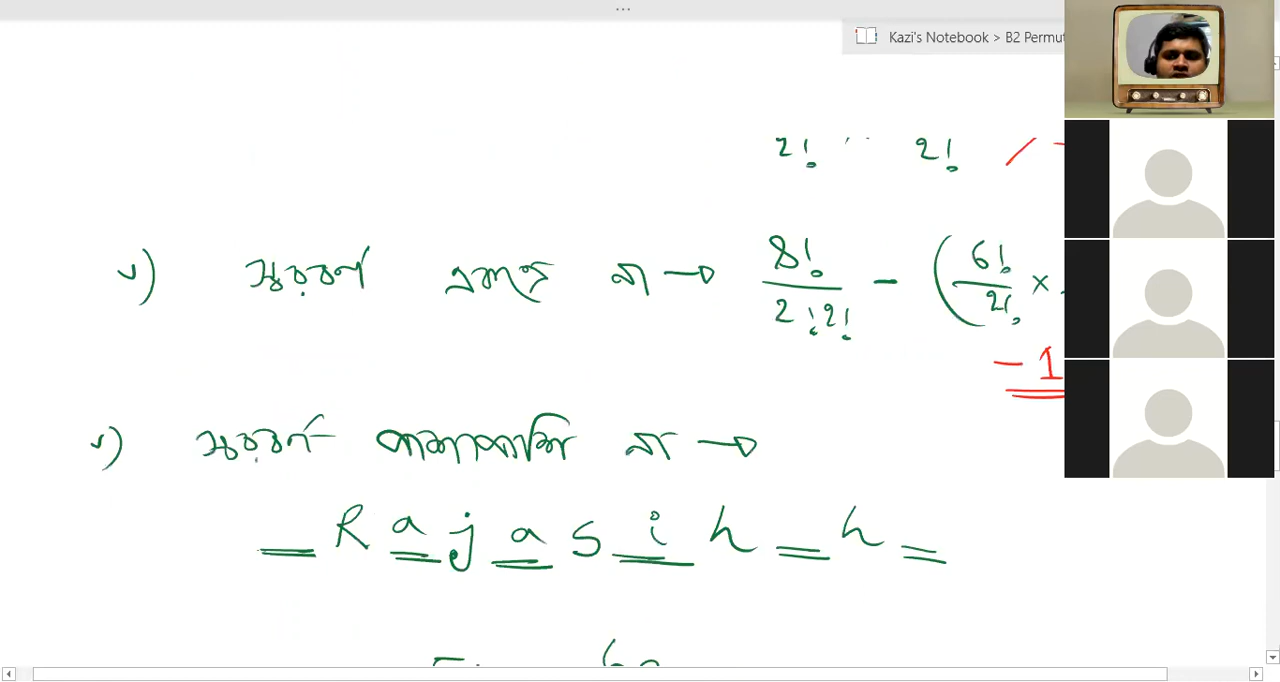 Kazi's Notebook > B2 Permut
2! 2!
৺) স্বরবর্ণ একত্রে না → 8!/2!2! - (6!/2! ×
- 1
৺) স্বরবর্ণ পাশাপাশি না →
_ R a j a s i h _ h _